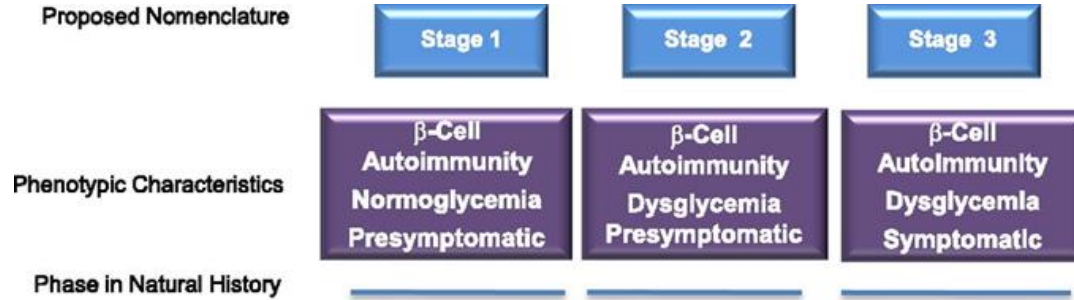 Proposed Nomenclature
Stage 1
Stage 2
Stage 3
Phenotypic Characteristics
β-Cell
Autoimmunity
Normoglycemia
Presymptomatic
β-Cell
Autoimmunity
Dysglycemia
Presymptomatic
β-Cell
Autoimmunity
Dysglycemia
Symptomatic
Phase in Natural History